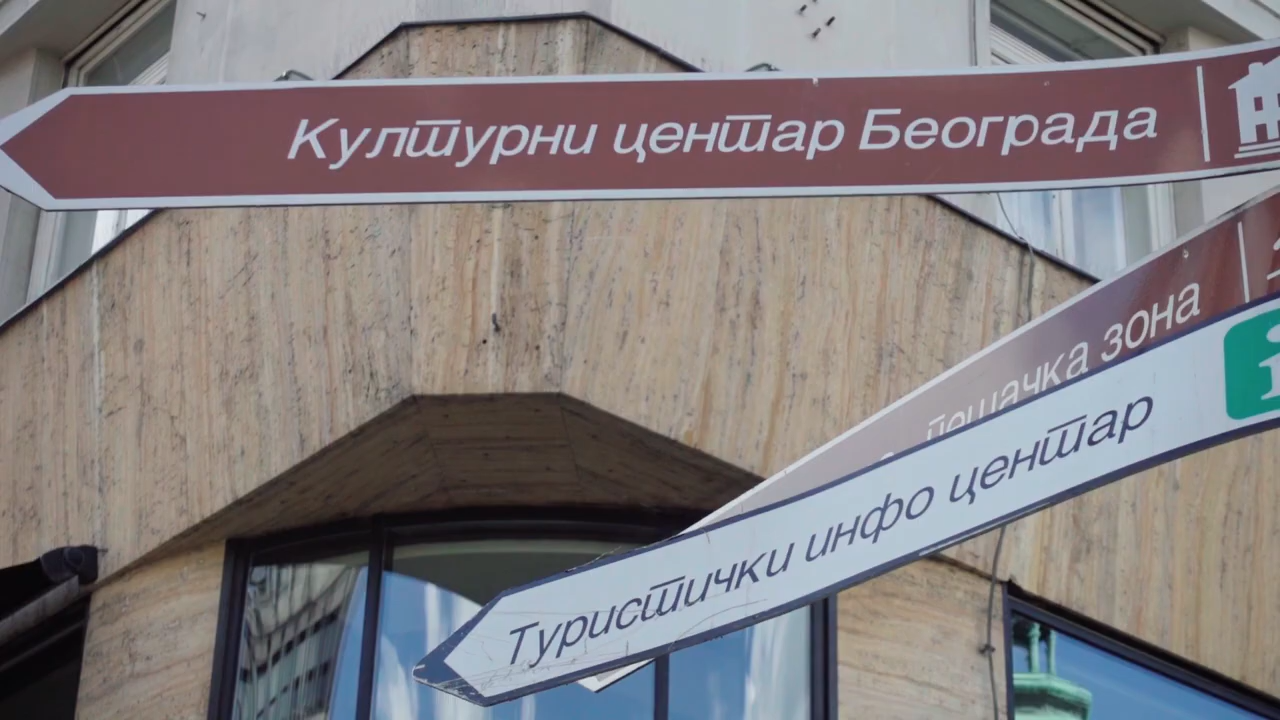 Културни центар Београда
пешачка зона
Туристички инфо центар